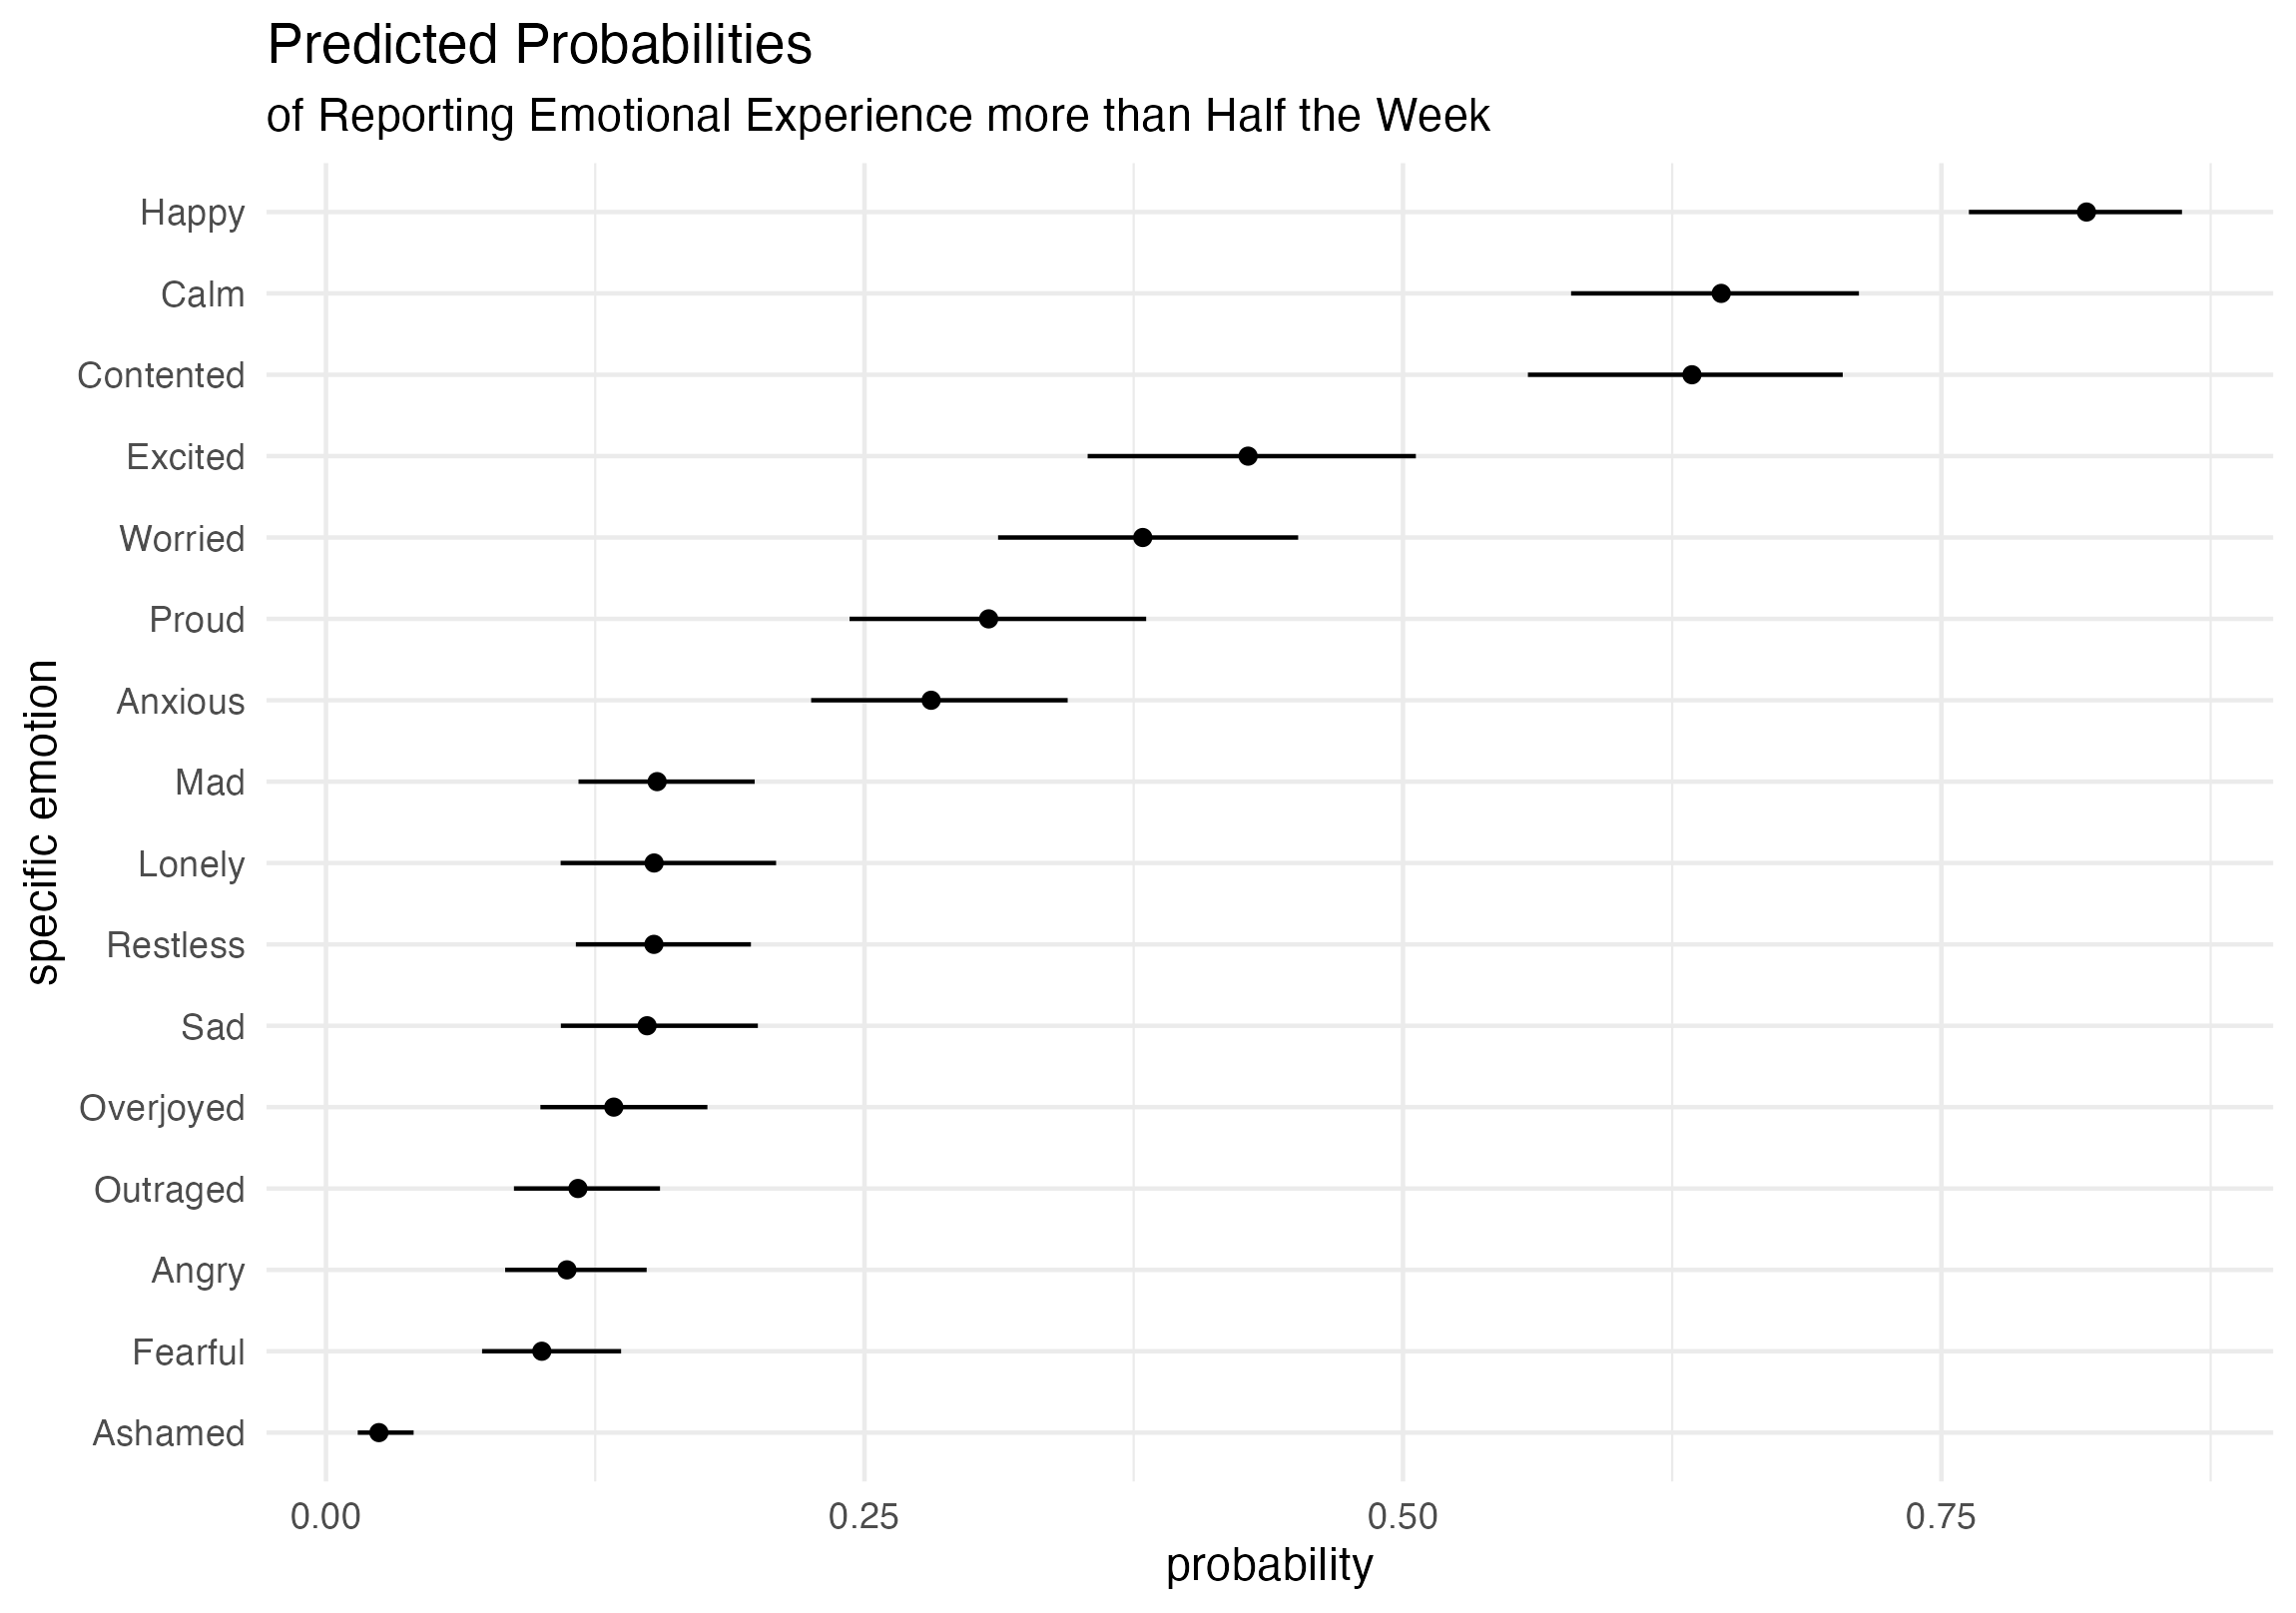 Predicted Probabilities
of Reporting Emotional Experience more than Half the Week
specific emotion
Happy
Calm
Contented
Excited
Worried
Proud
Anxious
Mad
Lonely
Restless
Sad
Overjoyed
Outraged
Angry
Fearful
Ashamed
0.00 0.25 0.50 0.75
probability